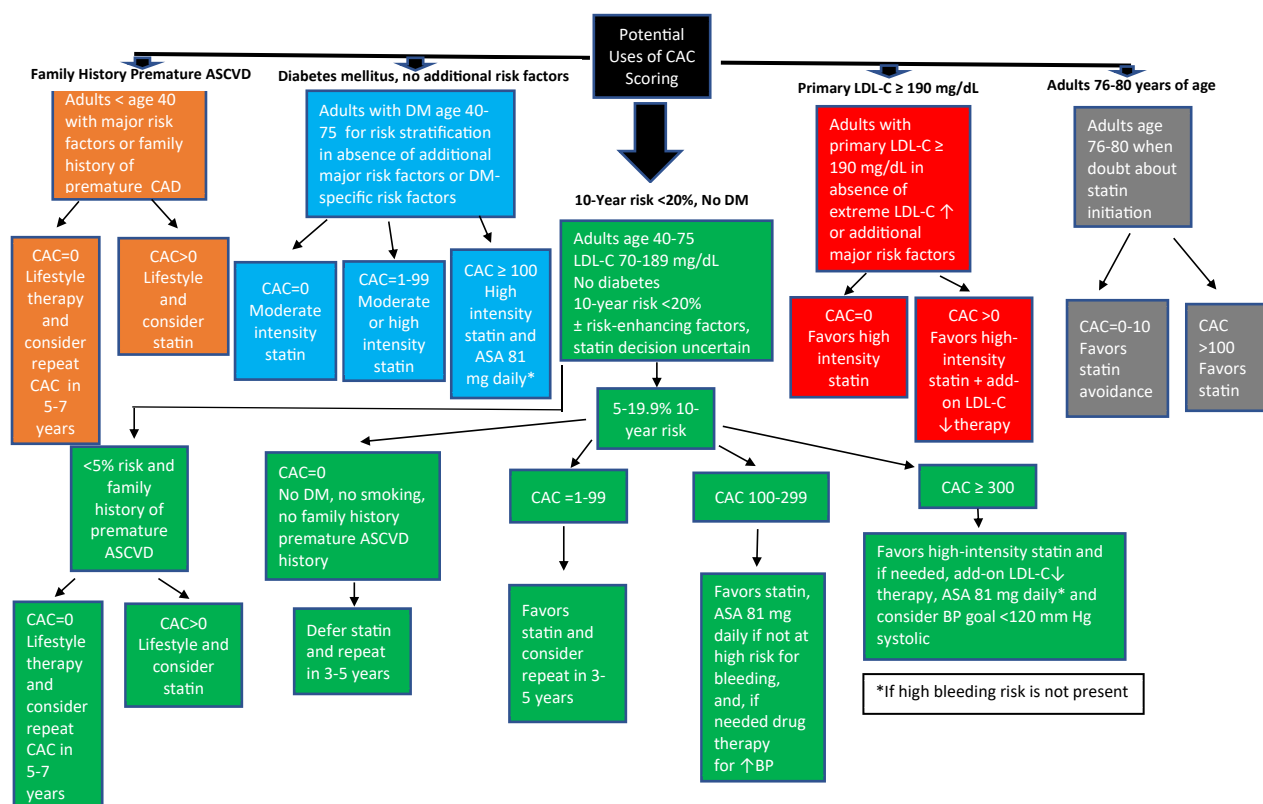 Potential
Uses of CAC
Scoring
Family History Premature ASCVD
Adults < age 40
with major risk
factors or family
history of
premature CAD
CAC=0
Lifestyle
therapy
and
consider
repeat
CAC in
5-7
years
CAC>0
Lifestyle
and
consider
statin
Diabetes mellitus, no additional risk factors
Adults with DM age 40-
75 for risk stratification
in absence of additional
major risk factors or DM-
specific risk factors
CAC=0
Moderate
intensity
statin
CAC=1-99
Moderate
or high
intensity
statin
CAC ≥ 100
High
intensity
statin and
ASA 81
mg daily*
10-Year risk <20%, No DM
Adults age 40-75
LDL-C 70-189 mg/dL
No diabetes
10-year risk <20%
± risk-enhancing factors,
statin decision uncertain
Primary LDL-C ≥ 190 mg/dL
Adults with
primary LDL-C ≥
190 mg/dL in
absence of
extreme LDL-C ↑
or additional
major risk factors
CAC=0
Favors high
intensity
statin
CAC >0
Favors high-
intensity
statin + add-
on LDL-C
↓therapy
Adults 76-80 years of age
Adults age
76-80 when
doubt about
statin
initiation
CAC=0-10
Favors
statin
avoidance
CAC
>100
Favors
statin
<5% risk and
family
history of
premature
ASCVD
CAC=0
Lifestyle
therapy
and
consider
repeat
CAC in
5-7
years
CAC>0
Lifestyle and
consider
statin
5-19.9% 10-
year risk
CAC=0
No DM, no smoking,
no family history
premature ASCVD
history
Defer statin
and repeat
in 3-5 years
CAC =1-99
Favors
statin and
consider
repeat in 3-
5 years
CAC 100-299
Favors statin,
ASA 81 mg
daily if not at
high risk for
bleeding,
and, if
needed drug
therapy
for ↑BP
CAC ≥ 300
Favors high-intensity statin and
if needed, add-on LDL-C↓
therapy, ASA 81 mg daily* and
consider BP goal <120 mm Hg
systolic
*If high bleeding risk is not present